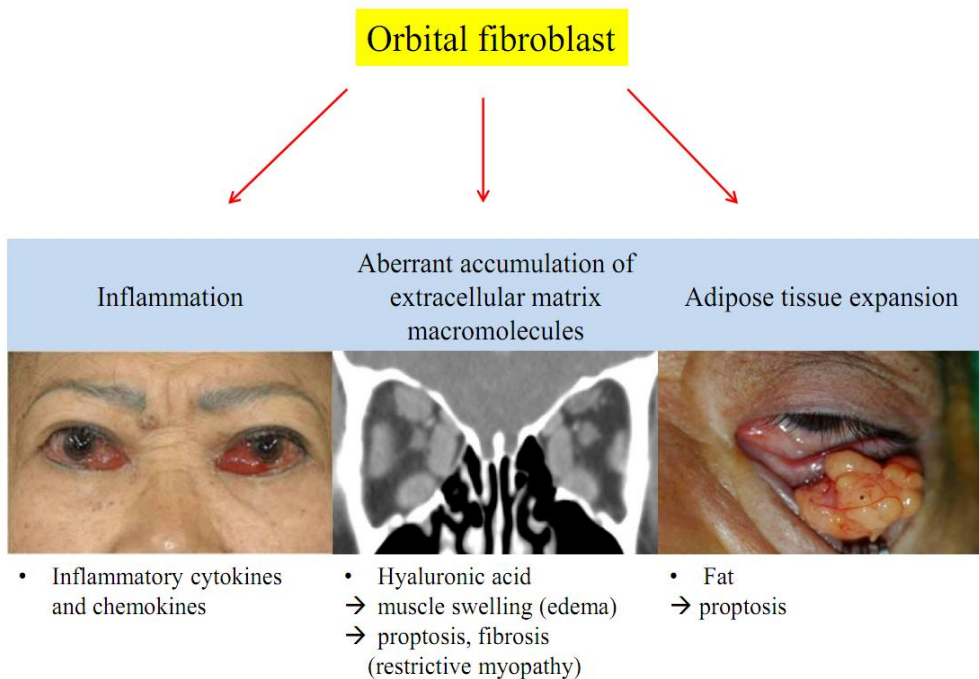 Orbital fibroblast
Inflammation
Aberrant accumulation of
extracellular matrix
macromolecules
Adipose tissue expansion
• Inflammatory cytokines
and chemokines
• Hyaluronic acid
→ muscle swelling (edema)
→ proptosis, fibrosis
(restrictive myopathy)
• Fat
→ proptosis